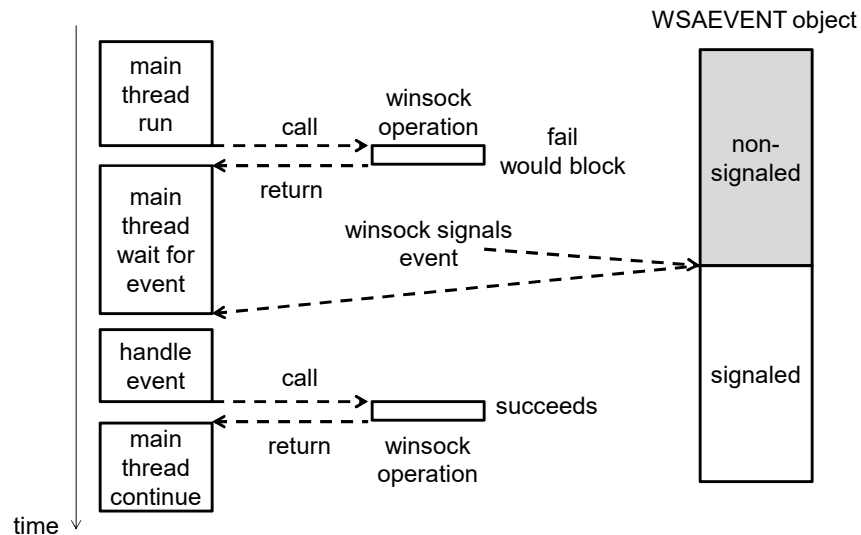 WSAEVENT object
main
thread
run
call
winsock
operation
fail
would block
return
non-
signaled
main
thread
wait for
event
winsock signals
event
handle
event
call
succeeds
signaled
return
winsock
operation
main
thread
continue
time